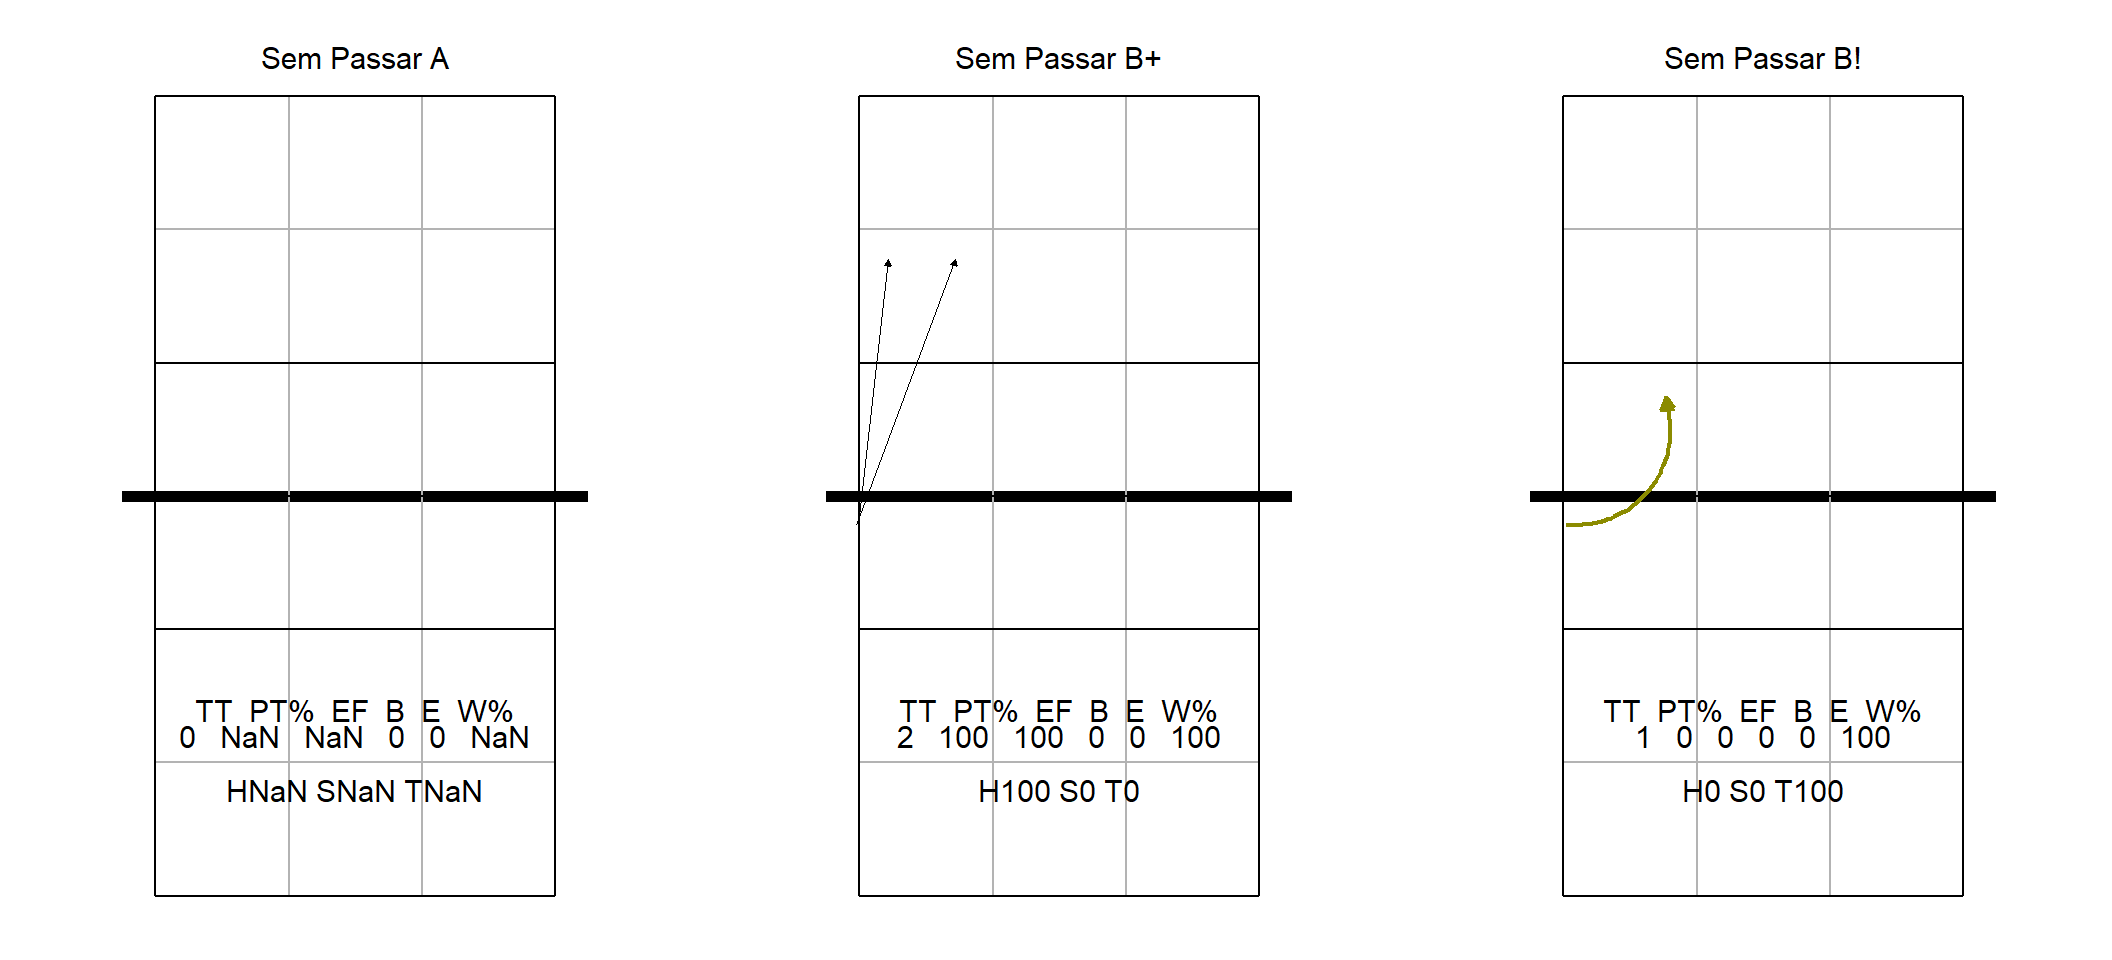 Sem Passar A
TT PT% EF B E W%
0 NaN NaN 0 0 NaN
HNaN SNaN TNaN
Sem Passar B+
TT PT% EF B E W%
2 100 100 0 0 100
H100 S0 T0
Sem Passar B!
TT PT% EF B E W%
1 0 0 0 0 100
H0 S0 T100